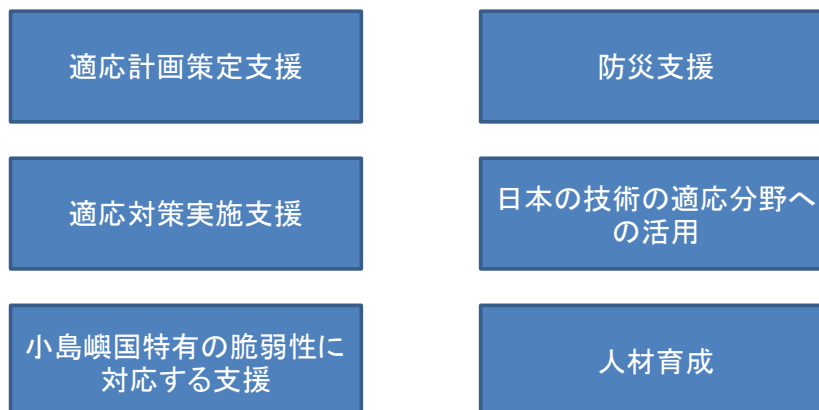 適応計画策定支援
防災支援
適応対策実施支援
日本の技術の適応分野へ
の活用
小島嶼国特有の脆弱性に
対応する支援
人材育成